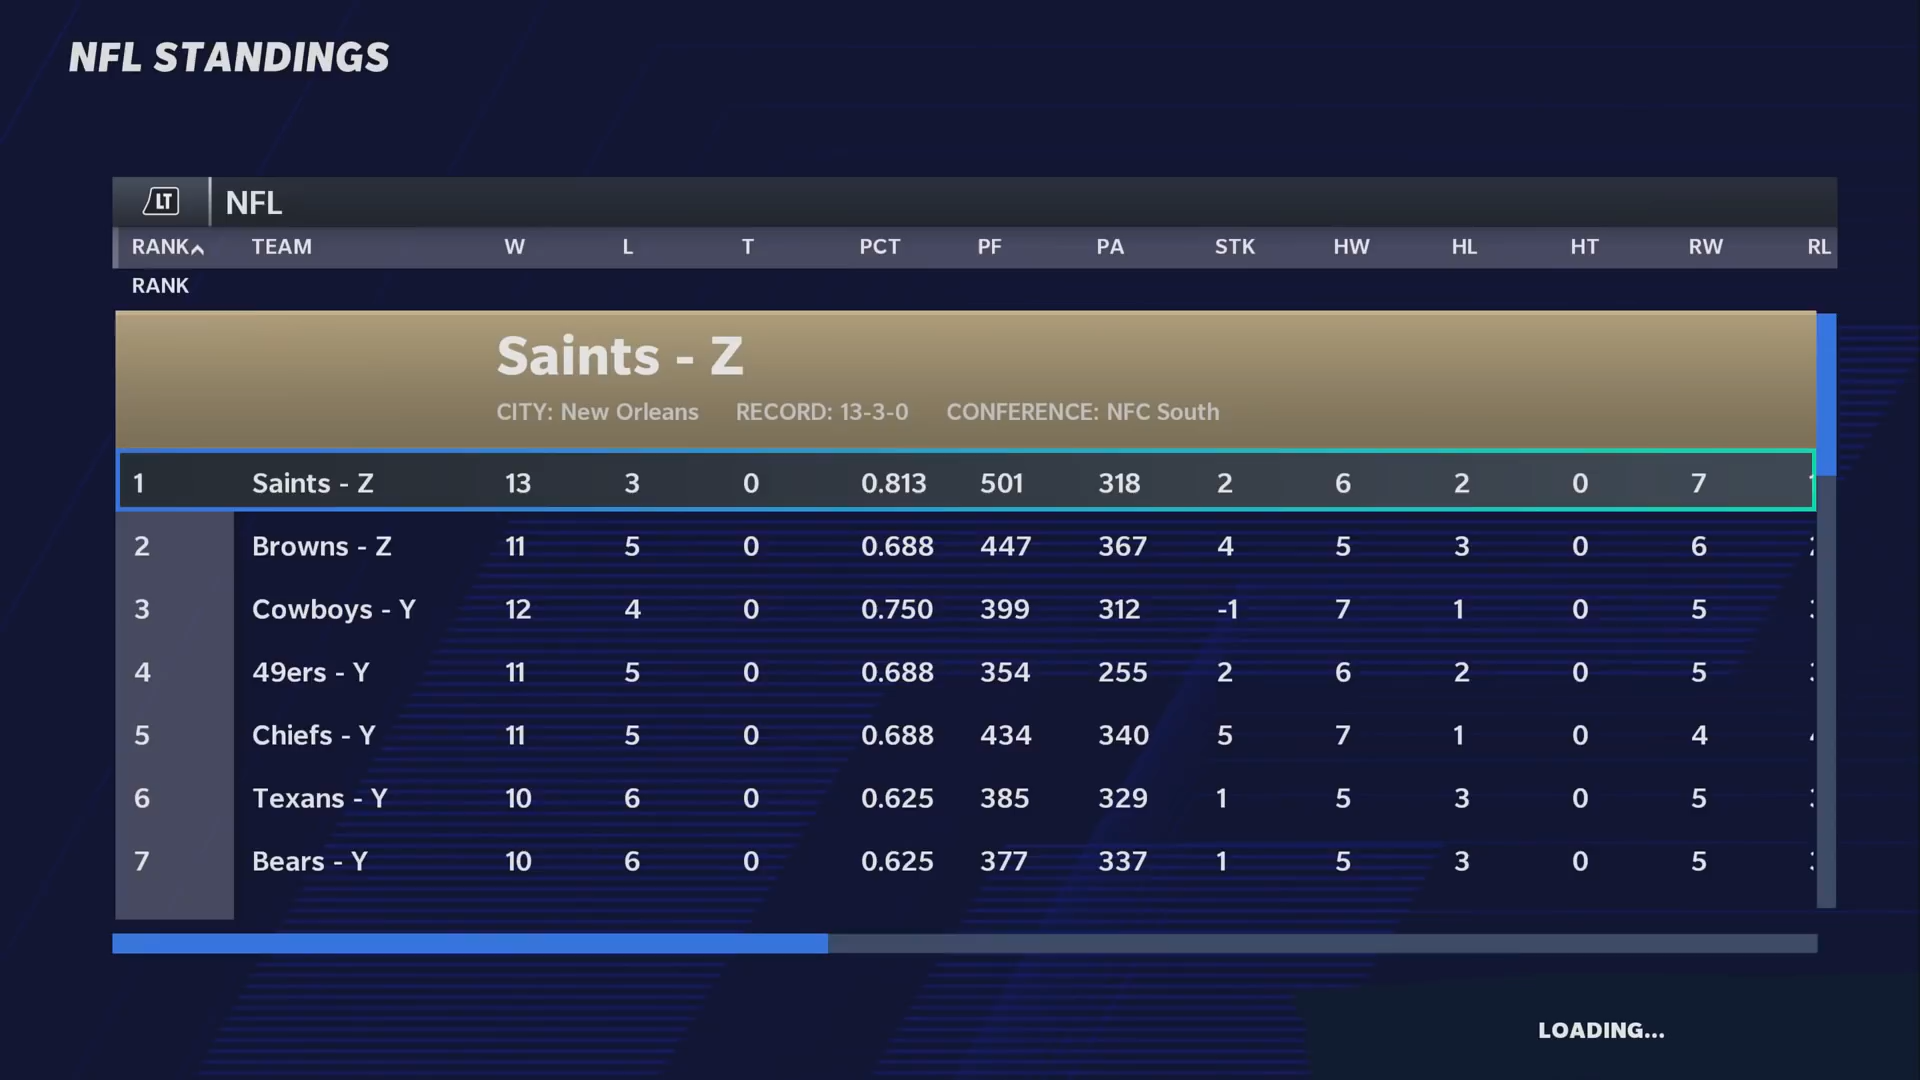 NFL STANDINGS
LT NFL
RANK TEAM W L T PCT PF PA STK HW HL HT RW RL
RANK
Saints - Z
CITY: New Orleans RECORD: 13-3-0 CONFERENCE: NFC South
1 Saints - Z 13 3 0 0.813 501 318 2 6 2 0 7
2 Browns - Z 11 5 0 0.688 447 367 4 5 3 0 6
3 Cowboys - Y 12 4 0 0.750 399 312 -1 7 1 0 5
4 49ers - Y 11 5 0 0.688 354 255 2 6 2 0 5
5 Chiefs - Y 11 5 0 0.688 434 340 5 7 1 0 4
6 Texans - Y 10 6 0 0.625 385 329 1 5 3 0 5
7 Bears - Y 10 6 0 0.625 377 337 1 5 3 0 5
LOADING...